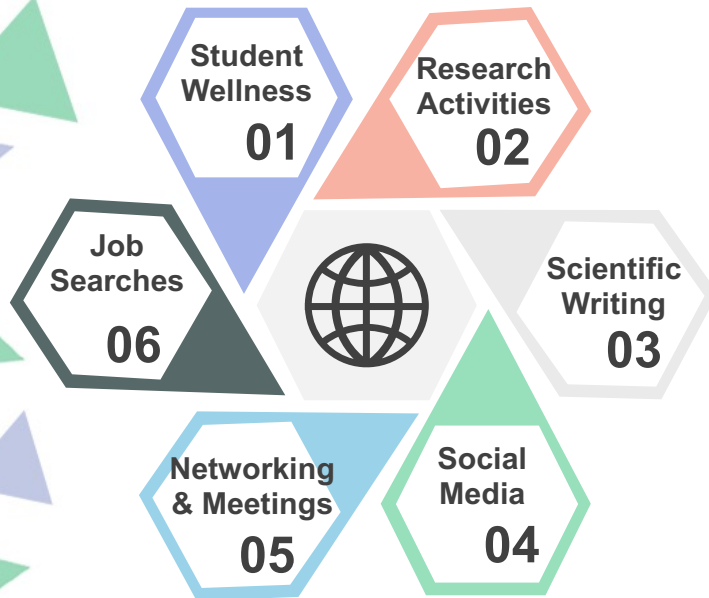 Student
Wellness
01
Research
Activities
02
Scientific
Writing
03
Social
Media
04
Networking
& Meetings
05
Job
Searches
06